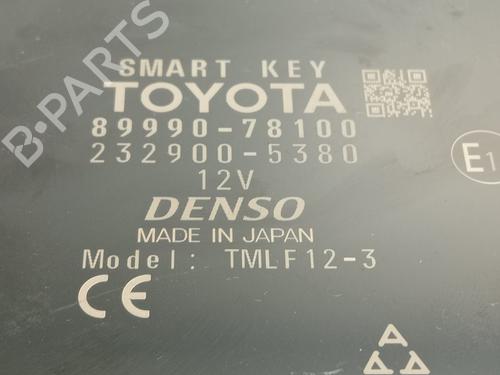 B-PARTS
SMART KEY
TOYOTA
89990-78100
232900-5380
12V
DENSO
MADE IN JAPAN
Model: TMLF12-3
CE
E1
A